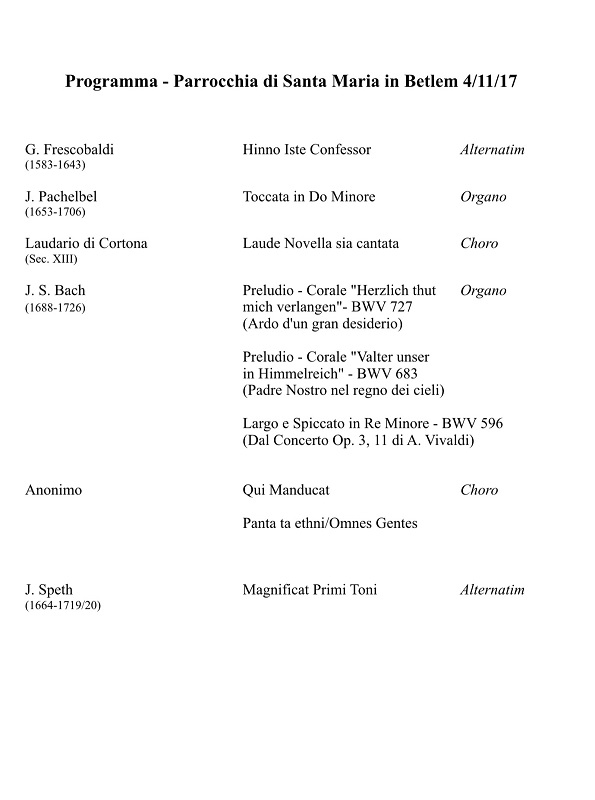 Programma - Parrocchia di Santa Maria in Betlem 4/11/17
G. Frescobaldi Hinno Iste Confessor Alternatim
(1583-1643)
J. Pachelbel Toccata in Do Minore Organo
(1653-1706)
Laudario di Cortona Laude Novella sia cantata Choro
(Sec. XIII)
J. S. Bach Preludio - Corale "Herzlich thut Organo
(1688-1726) mich verlangen"- BWV 727
(Ardo d'un gran desiderio)
Preludio - Corale "Valter unser
in Himmelreich" - BWV 683
(Padre Nostro nel regno dei cieli)
Largo e Spiccato in Re Minore - BWV 596
(Dal Concerto Op. 3, 11 di A. Vivaldi)
Anonimo Qui Manducat Choro
Panta ta ethni/Omnes Gentes
J. Speth Magnificat Primi Toni Alternatim
(1664-1719/20)